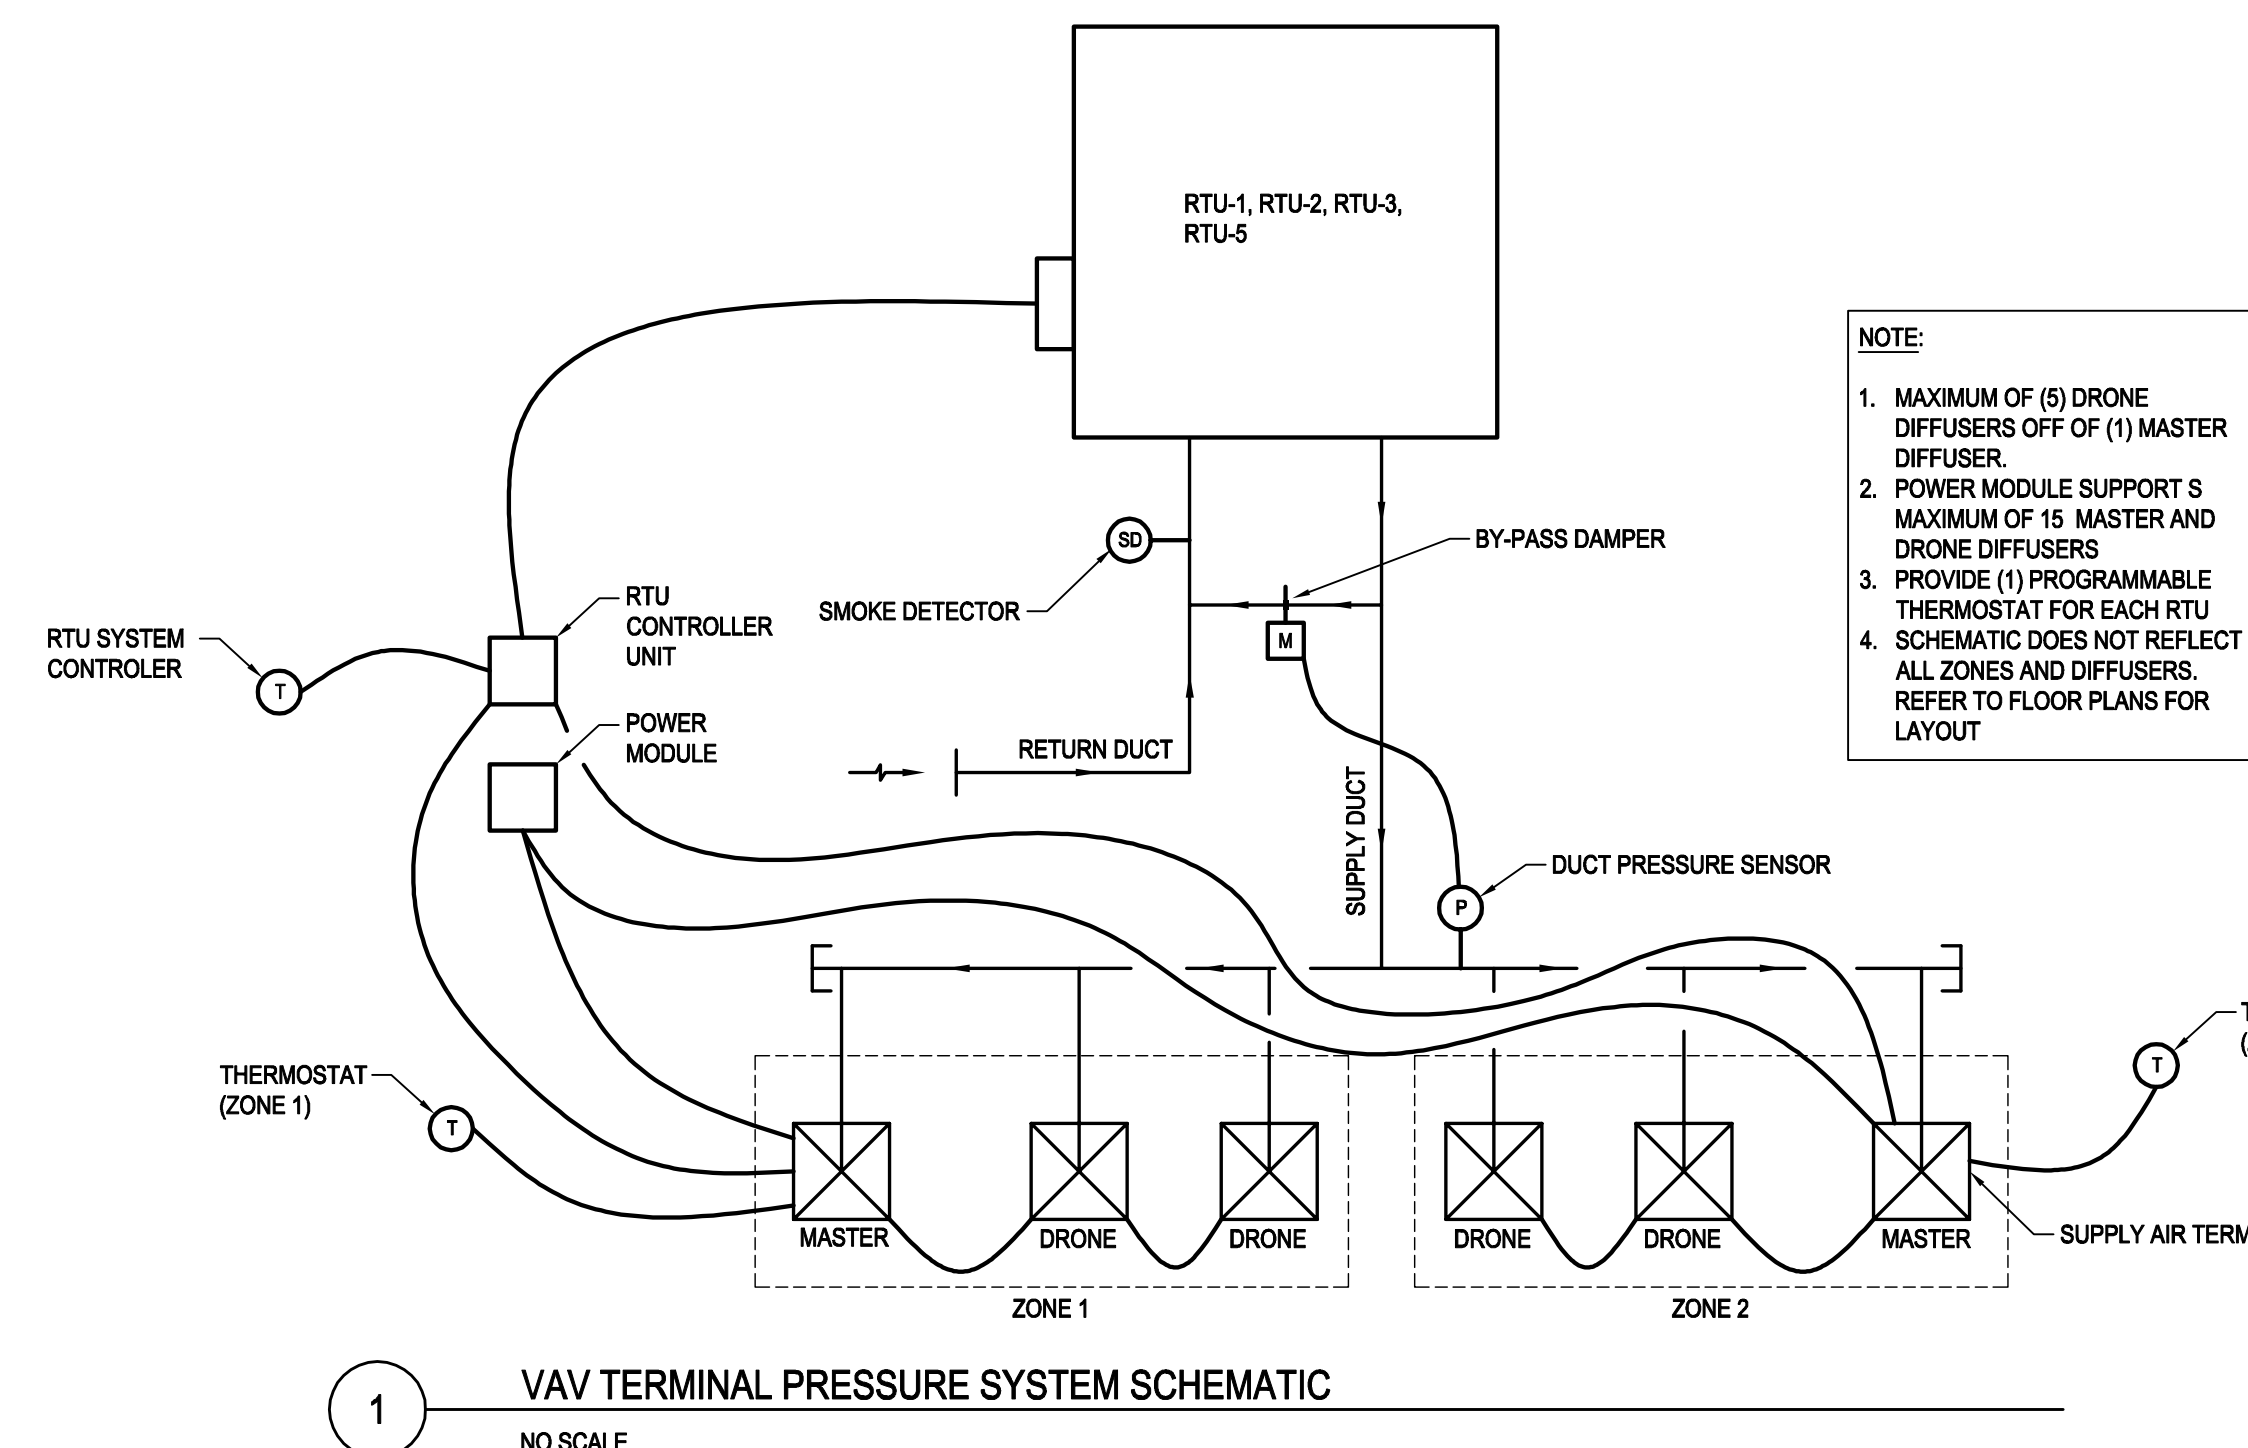 RTU-1, RTU-2, RTU-3,
RTU-5
NOTE:
1. MAXIMUM OF (5) DRONE
DIFFUSERS OFF OF (1) MASTER
DIFFUSER.
2. POWER MODULE SUPPORT S
MAXIMUM OF 15 MASTER AND
DRONE DIFFUSERS
3. PROVIDE (1) PROGRAMMABLE
THERMOSTAT FOR EACH RTU
4. SCHEMATIC DOES NOT REFLECT
ALL ZONES AND DIFFUSERS.
REFER TO FLOOR PLANS FOR
LAYOUT
SD
BY-PASS DAMPER
SMOKE DETECTOR
M
RTU
CONTROLLER
UNIT
RTU SYSTEM
CONTROLER
T
POWER
MODULE
RETURN DUCT
SUPPLY DUCT
DUCT PRESSURE SENSOR
P
THERMOSTAT
(ZONE 1)
T
T
T
(
MASTER
DRONE
DRONE
DRONE
DRONE
MASTER
SUPPLY AIR TERM
ZONE 1
ZONE 2
1
VAV TERMINAL PRESSURE SYSTEM SCHEMATIC
NO SCALE